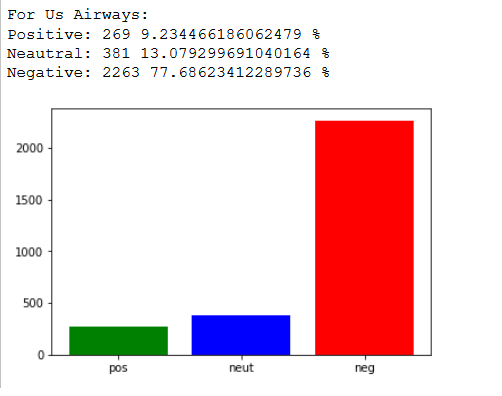 For Us Airways:
Positive: 269 9.234466186062479 %
Neautral: 381 13.079299691040164 %
Negative: 2263 77.68623412289736 %
2000
1500
1000
500
0
pos neut neg